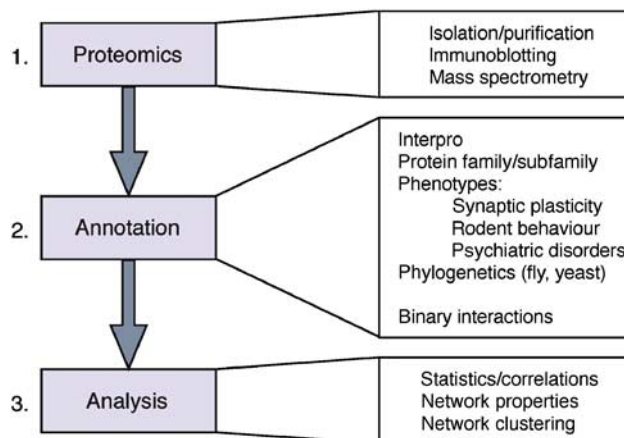 1. Proteomics
Isolation/purification
Immunoblotting
Mass spectrometry
2. Annotation
Interpro
Protein family/subfamily
Phenotypes:
Synaptic plasticity
Rodent behaviour
Psychiatric disorders
Phylogenetics (fly, yeast)
Binary interactions
3. Analysis
Statistics/correlations
Network properties
Network clustering